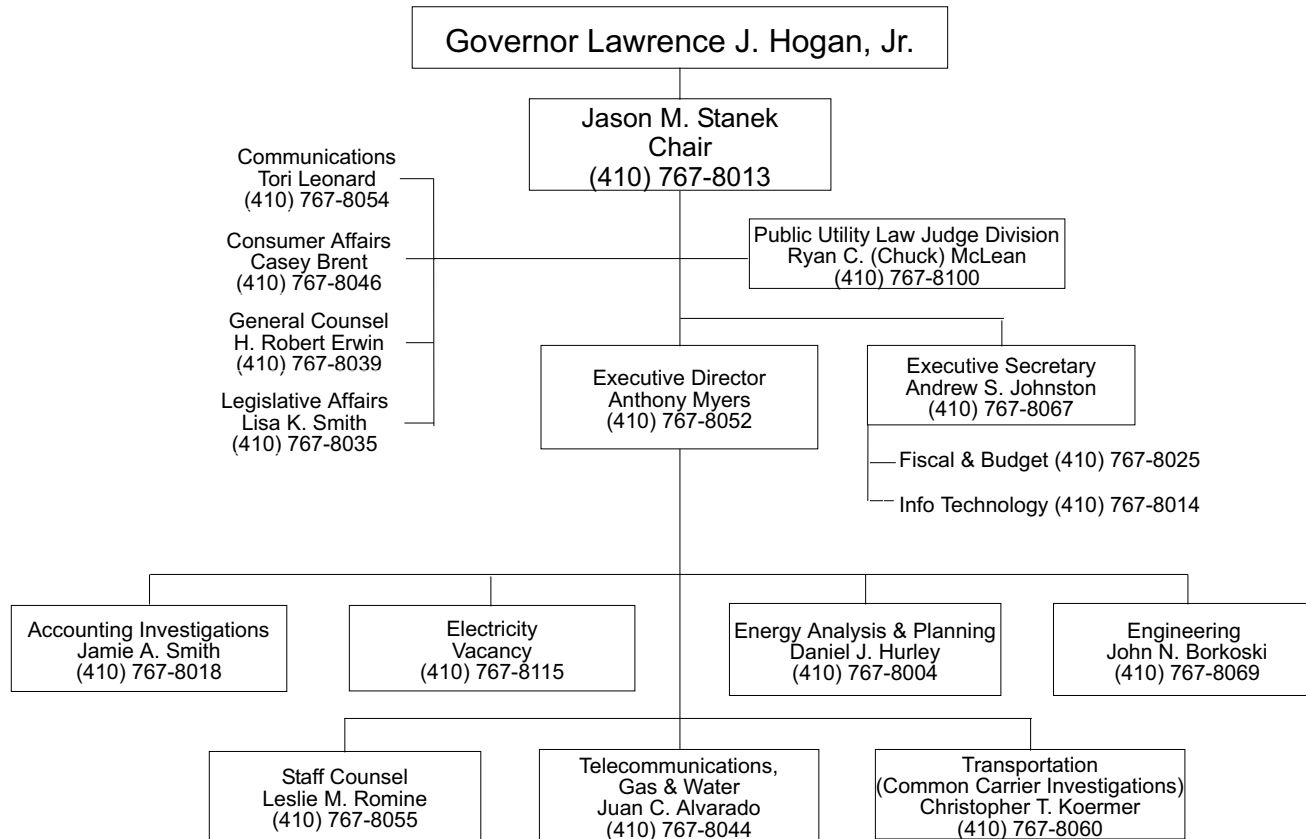 Governor Lawrence J. Hogan, Jr.
Jason M. Stanek
Chair
(410) 767-8013
Communications
Tori Leonard
(410) 767-8054
Consumer Affairs
Casey Brent
(410) 767-8046
General Counsel
H. Robert Erwin
(410) 767-8039
Legislative Affairs
Lisa K. Smith
(410) 767-8035
Public Utility Law Judge Division
Ryan C. (Chuck) McLean
(410) 767-8100
Executive Director
Anthony Myers
(410) 767-8052
Executive Secretary
Andrew S. Johnston
(410) 767-8067
Fiscal & Budget (410) 767-8025
Info Technology (410) 767-8014
Accounting Investigations
Jamie A. Smith
(410) 767-8018
Electricity
Vacancy
(410) 767-8115
Energy Analysis & Planning
Daniel J. Hurley
(410) 767-8004
Engineering
John N. Borkoski
(410) 767-8069
Staff Counsel
Leslie M. Romine
(410) 767-8055
Telecommunications,
Gas & Water
Juan C. Alvarado
(410) 767-8044
Transportation
(Common Carrier Investigations)
Christopher T. Koermer
(410) 767-8060